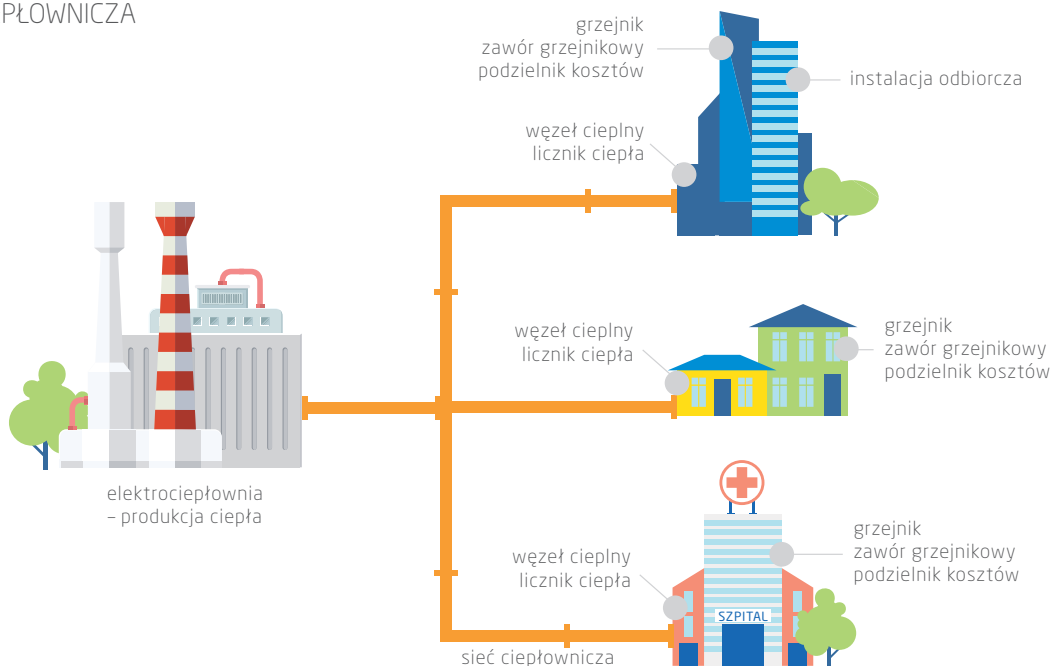 PŁOWNICZA
grzejnik
zawór grzejnikowy
podzielnik kosztów
instalacja odbiorcza
węzeł cieplny
licznik ciepła
węzeł cieplny
licznik ciepła
grzejnik
zawór grzejnikowy
podzielnik kosztów
elektrociepłownia
– produkcja ciepła
grzejnik
zawór grzejnikowy
podzielnik kosztów
węzeł cieplny
licznik ciepła
SZPITAL
sieć ciepłownicza